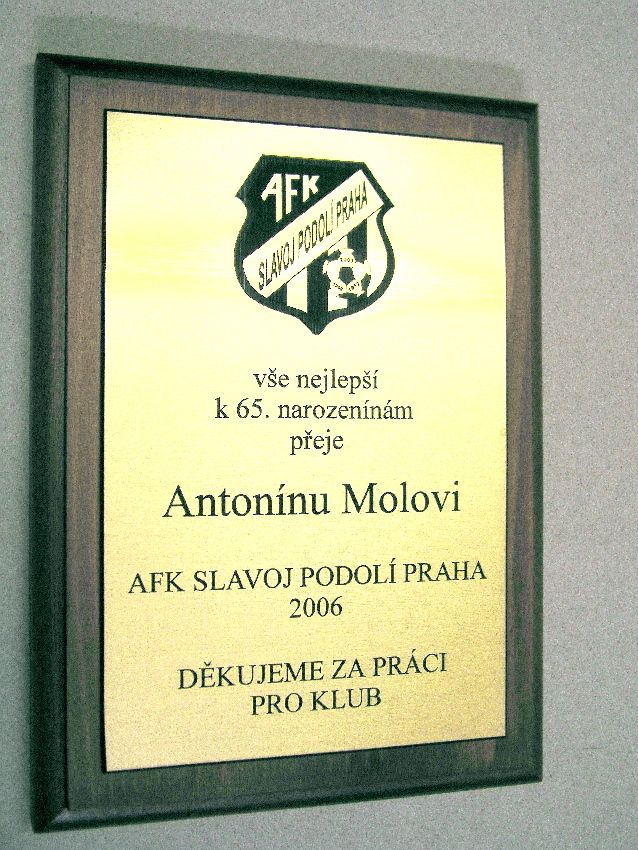 AFK
SLAVOJ PODOLÍ PRAHA
vše nejlepší
k 65. narozenínám
přeje
Antonínu Molovi
AFK SLAVOJ PODOLÍ PRAHA
2006
DĚKUJEME ZA PRÁCI
PRO KLUB